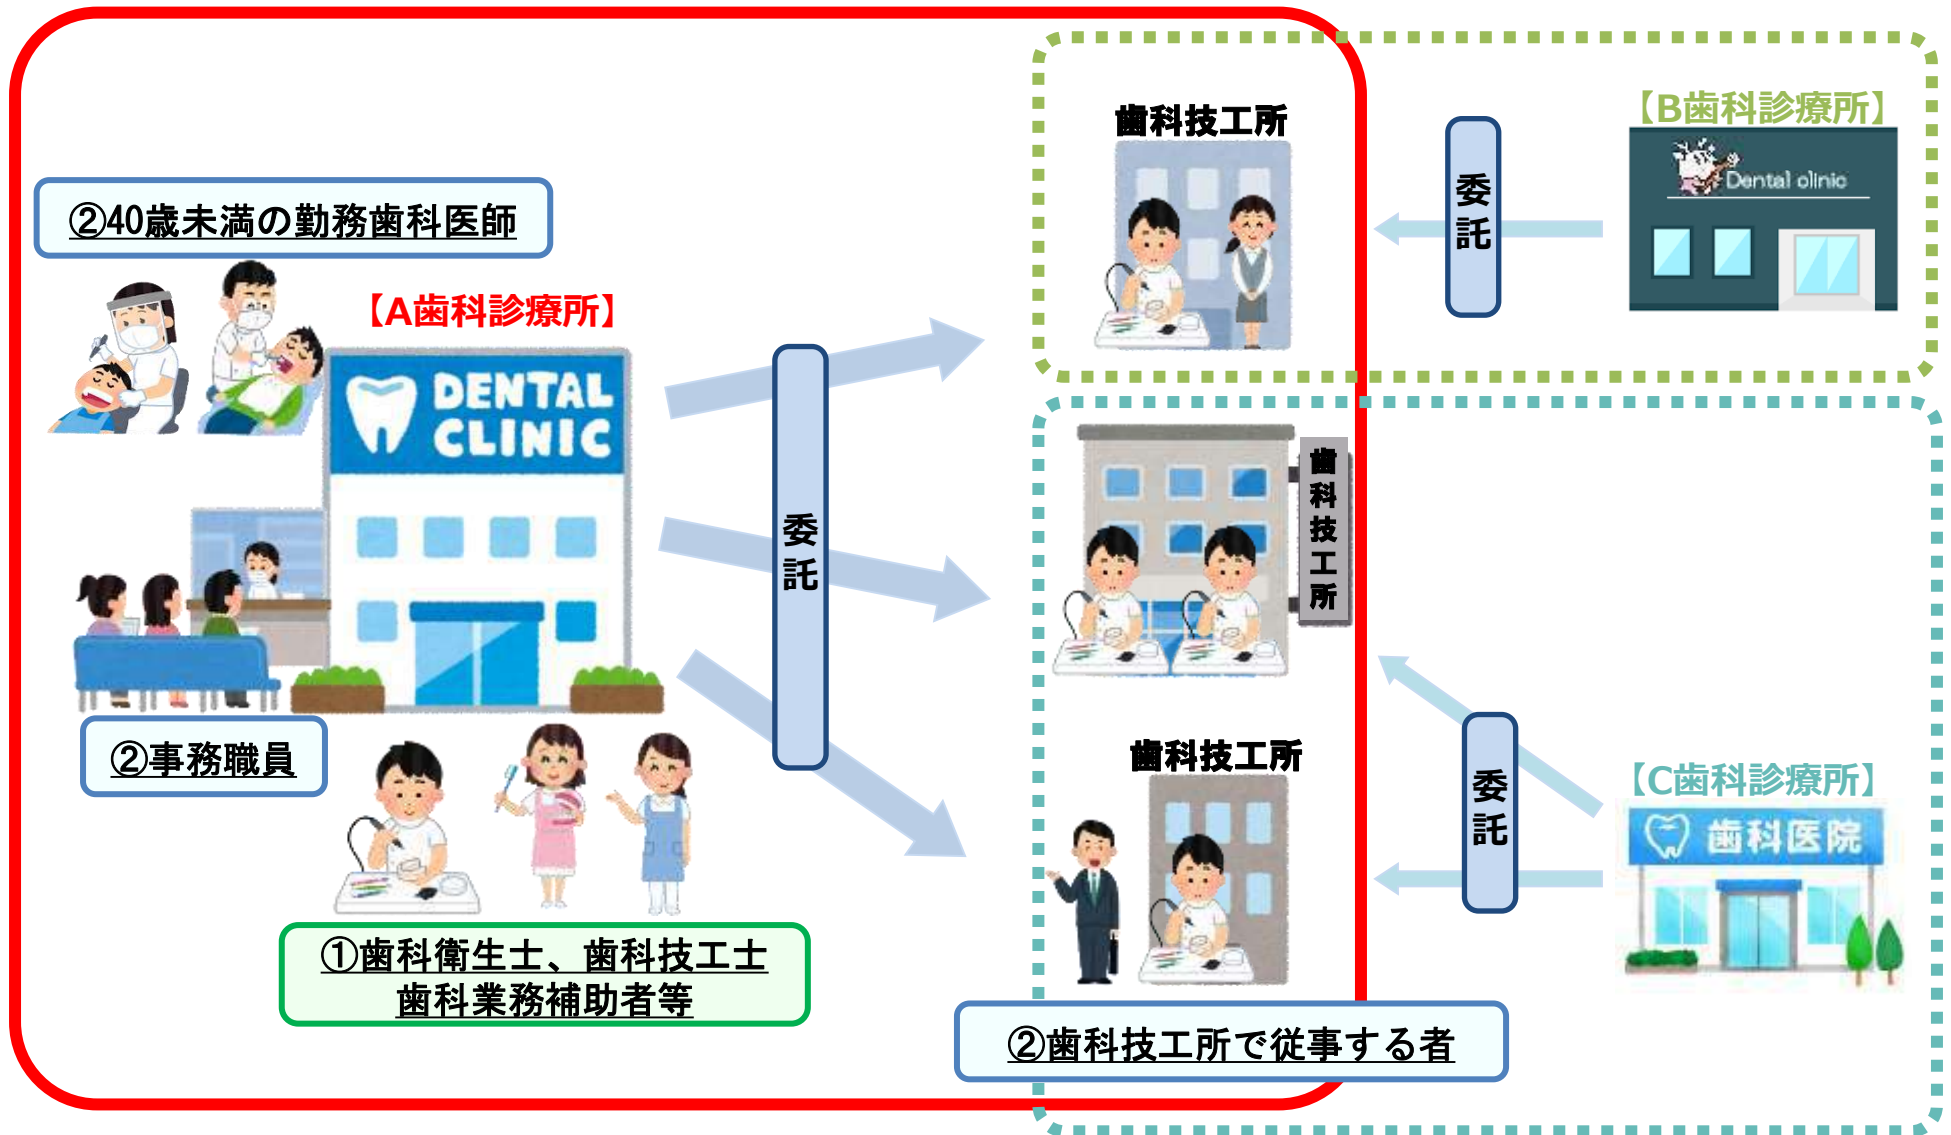 歯科技工所
【B歯科診療所】
Dental clinic
委託
②40歳未満の勤務歯科医師
【A歯科診療所】
DENTAL
CLINIC
委託
歯科技工所
②事務職員
歯科技工所
【C歯科診療所】
歯科医院
委託
①歯科衛生士、歯科技工士
歯科業務補助者等
②歯科技工所で従事する者